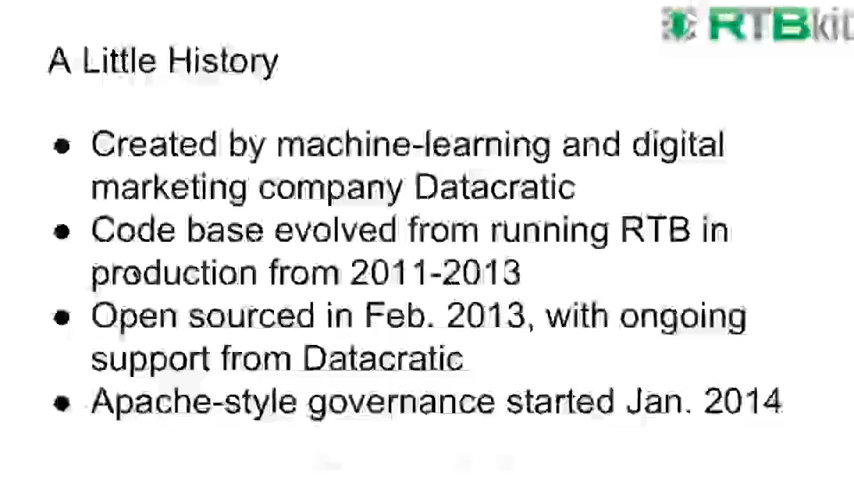 RTBkit
A Little History
● Created by machine-learning and digital
marketing company Datacratic
● Code base evolved from running RTB in
production from 2011-2013
● Open sourced in Feb. 2013, with ongoing
support from Datacratic
● Apache-style governance started Jan. 2014